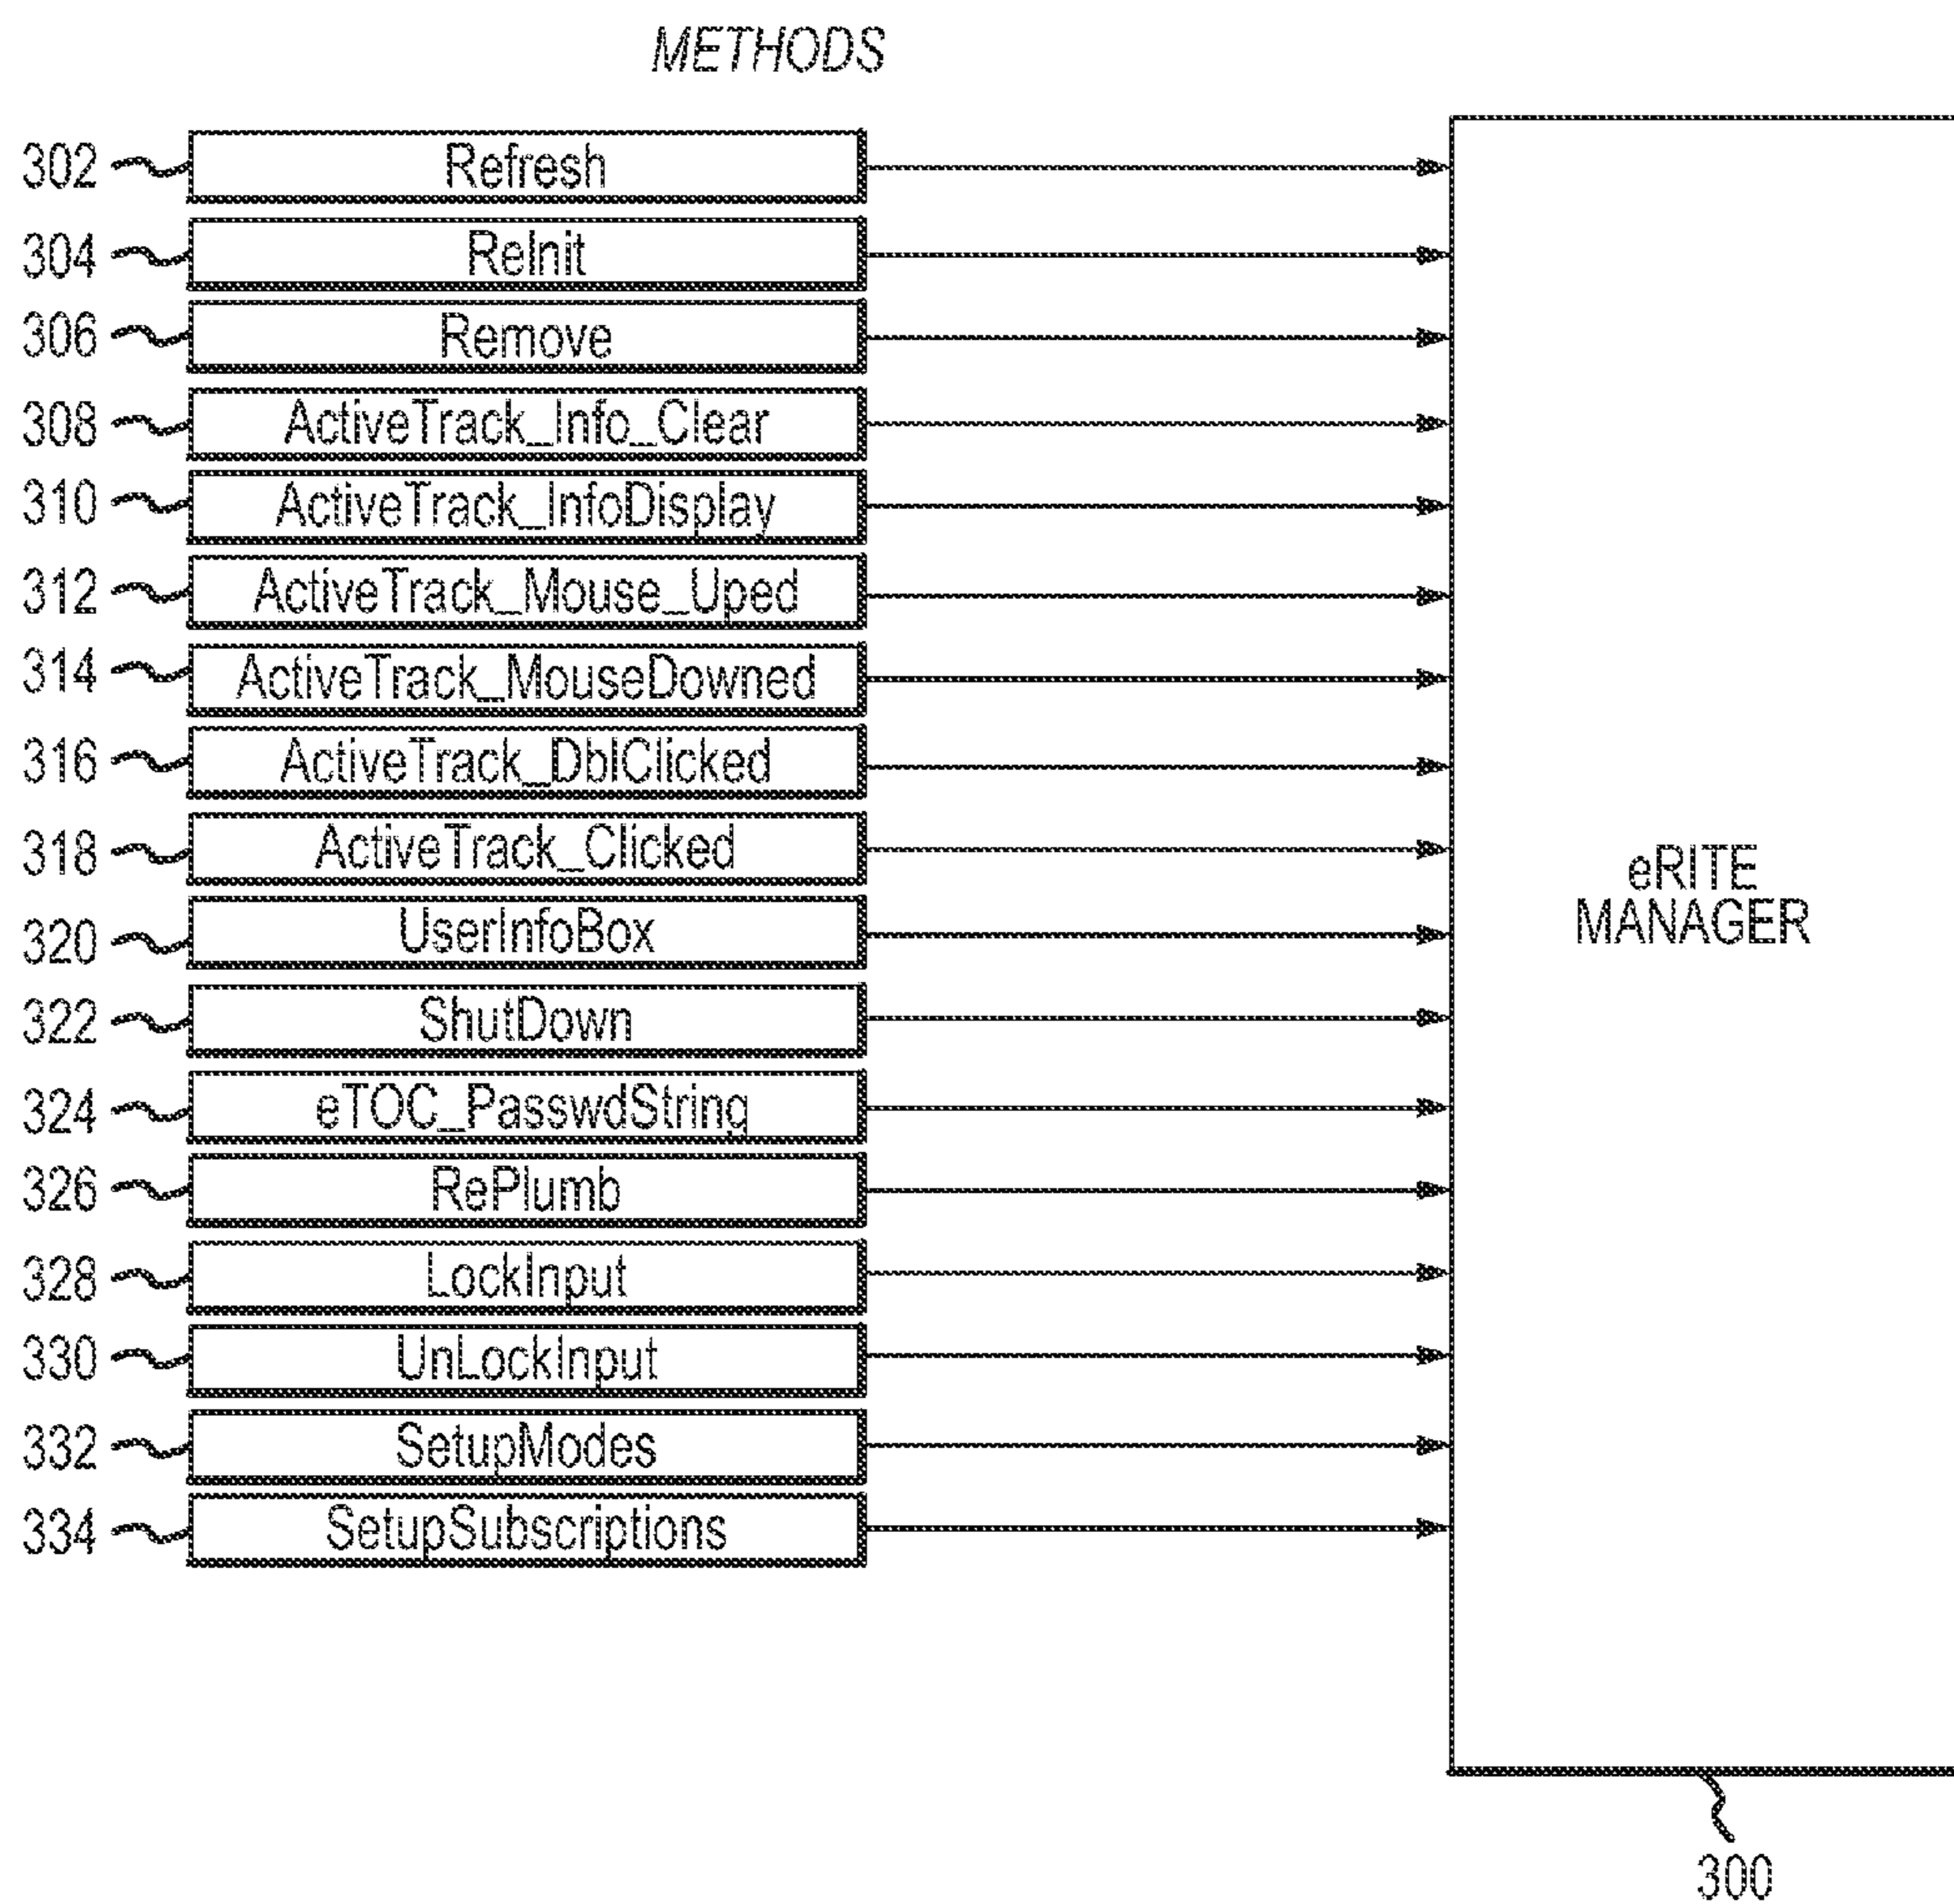 METHODS
302 Refresh
304 ReInit
306 Remove
308 ActiveTrack_Info_Clear
310 ActiveTrack_InfoDisplay
312 ActiveTrack_Mouse_Uped
314 ActiveTrack_MouseDowned
316 ActiveTrack_DblClicked
318 ActiveTrack_Clicked
320 UserInfoBox
322 ShutDown
324 eTOC_PasswdString
326 RePlumb
328 LockInput
330 UnLockInput
332 SetupModes
334 SetupSubscriptions
eRITE
MANAGER
300